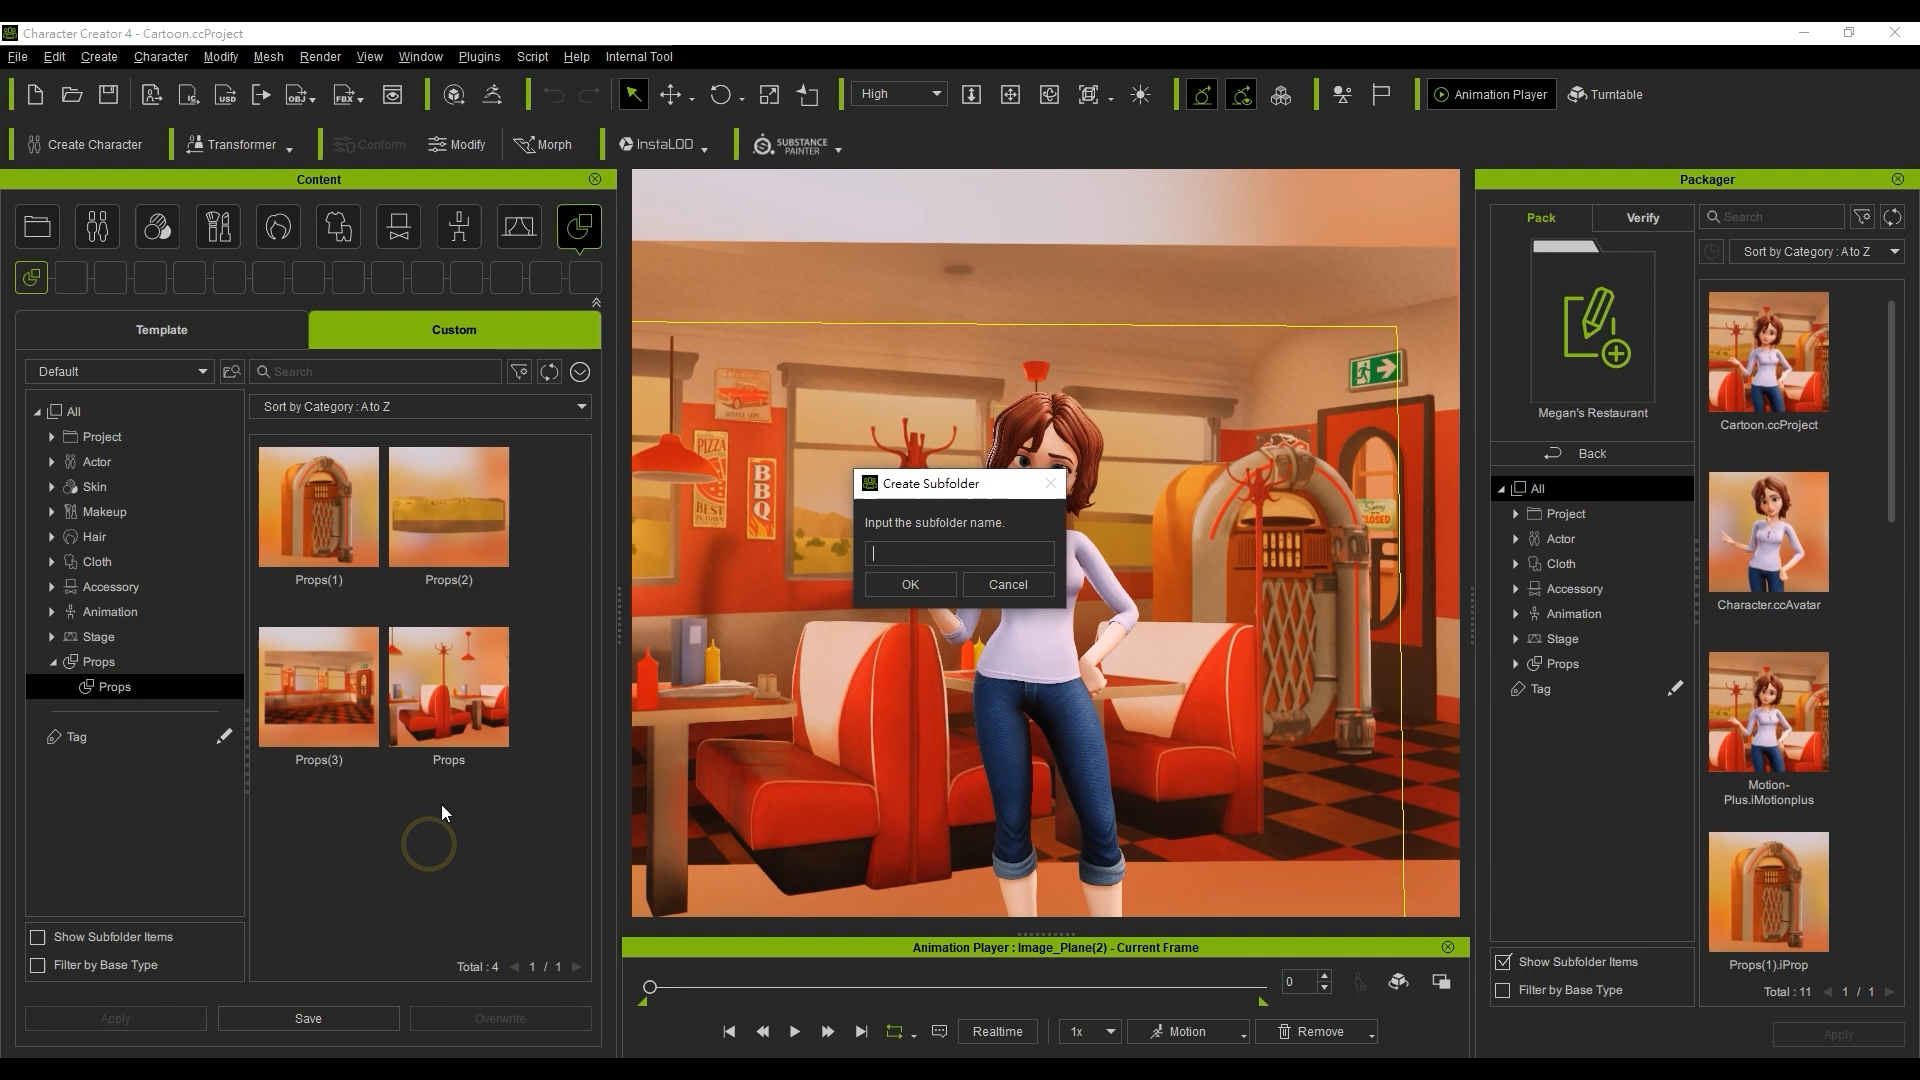 Character Creator 4 - Cartoon.ccProject
File Edit Create Character Modify Mesh Render View Window Plugins Script Help Internal Tool
High
Animation Player
Turntable
Create Character
Transformer
Conform
Modify
Morph
InstaLOD
SUBSTANCE
PAINTER
Content
Template
Custom
Default
Search
Sort by Category : A to Z
All
Project
Actor
Skin
Makeup
Hair
Cloth
Accessory
Animation
Stage
Props
Props
Tag
Props(1)
Props(2)
Props(3)
Props
Show Subfolder Items
Filter by Base Type
Total : 4
1 / 1
Apply
Save
Overwrite
PIZZA
BEST
IN TOWN
BBQ
CLOSED
Create Subfolder
Input the subfolder name.
OK
Cancel
Animation Player : Image_Plane(2) - Current Frame
0
Realtime
1x
Motion
Remove
Packager
Pack
Verify
Search
Sort by Category : A to Z
Megan's Restaurant
Back
All
Project
Actor
Cloth
Accessory
Animation
Stage
Props
Tag
Cartoon.ccProject
Character.ccAvatar
Motion-
Plus.iMotionplus
Props(1).iProp
Show Subfolder Items
Filter by Base Type
Total : 11
1 / 1
Apply